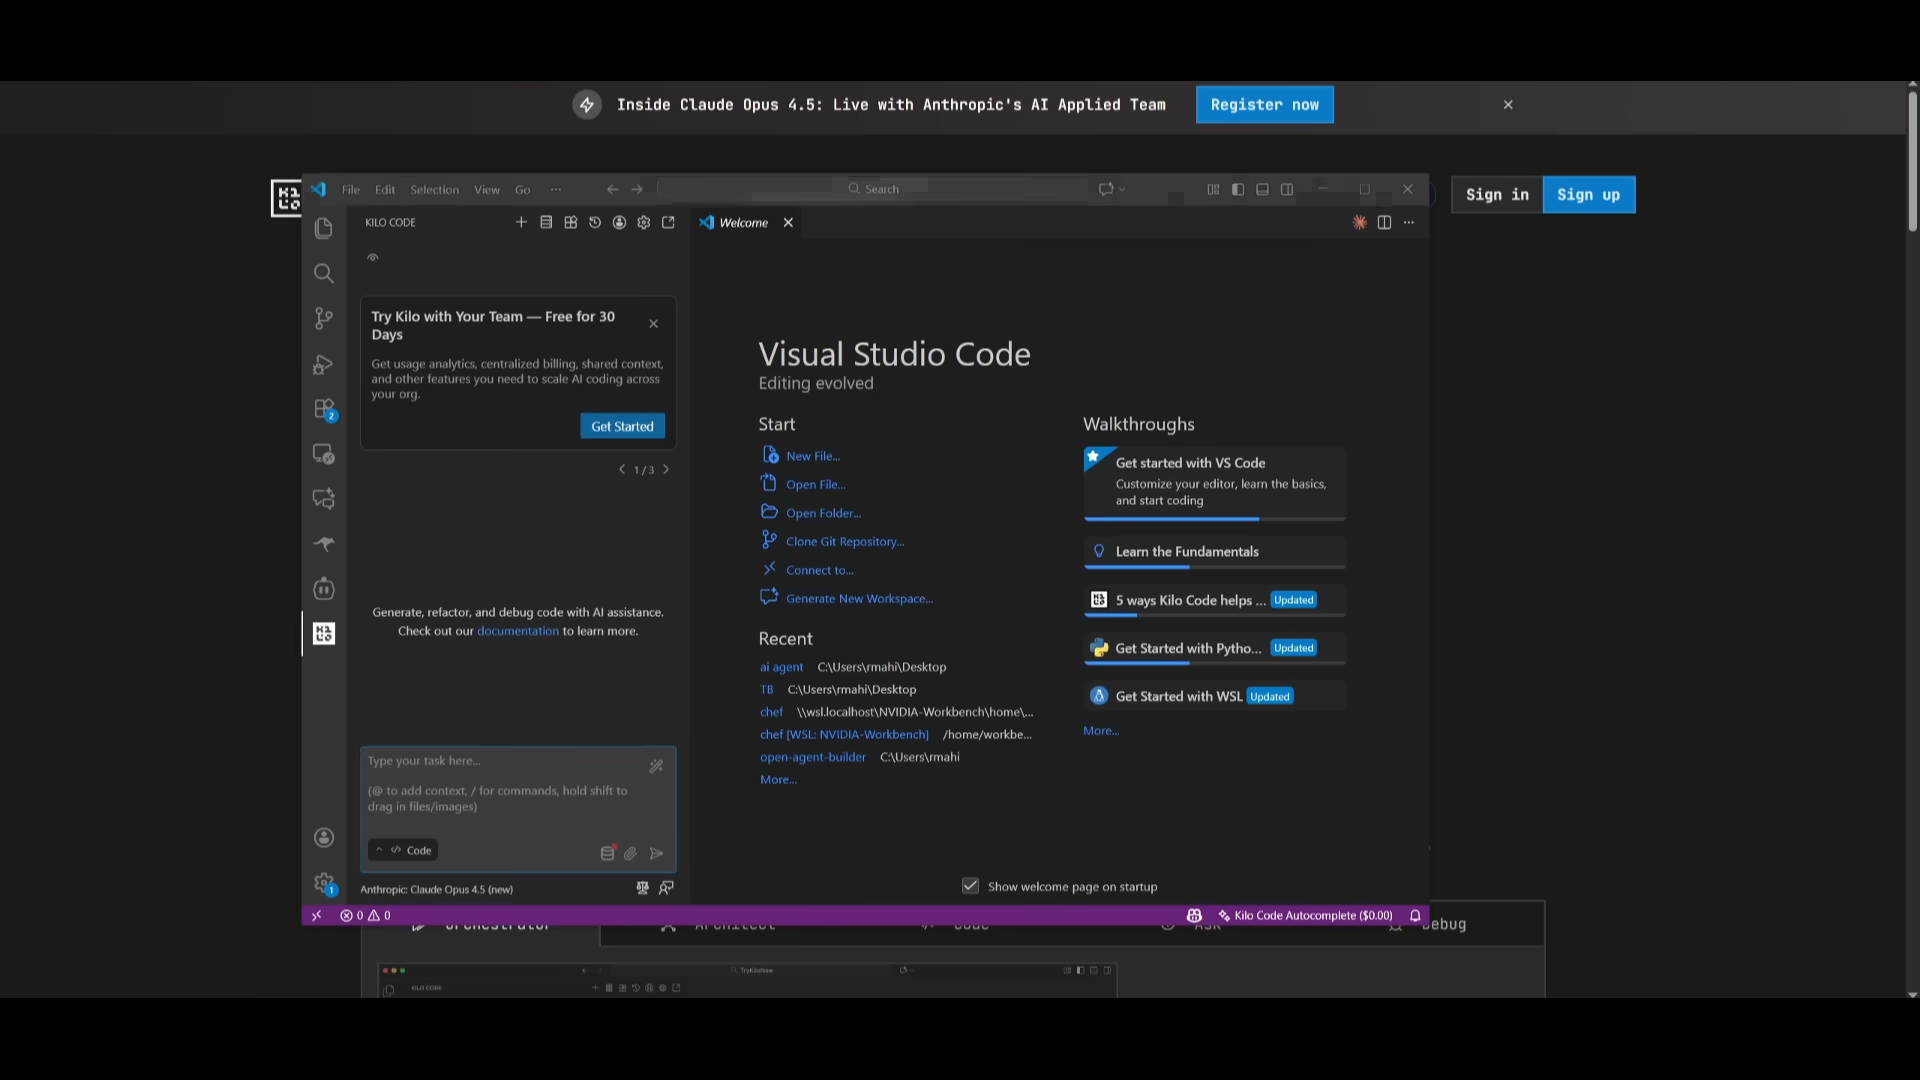 Inside Claude Opus 4.5: Live with Anthropic's AI Applied Team
Register now
Sign in
Sign up
File Edit Selection View Go ...
Search
KILO CODE
Welcome
Try Kilo with Your Team — Free for 30
Days
Get usage analytics, centralized billing, shared context,
and other features you need to scale AI coding across
your org.
Get Started
1 / 3
Generate, refactor, and debug code with AI assistance.
Check out our documentation to learn more.
Type your task here...
(@ to add context, / for commands, hold shift to
drag in files/images)
Code
Anthropic: Claude Opus 4.5 (new)
Visual Studio Code
Editing evolved
Start
New File...
Open File...
Open Folder...
Clone Git Repository...
Connect to...
Generate New Workspace...
Recent
ai agent C:\Users\rmahi\Desktop
TB C:\Users\rmahi\Desktop
chef \\wsl.localhost\NVIDIA-Workbench\home\...
chef [WSL: NVIDIA-Workbench] /home/workbe...
open-agent-builder C:\Users\rmahi
More...
Walkthroughs
Get started with VS Code
Customize your editor, learn the basics,
and start coding
Learn the Fundamentals
5 ways Kilo Code helps ... Updated
Get Started with Pytho... Updated
Get Started with WSL Updated
More...
Show welcome page on startup
2
1
0 0
Kilo Code Autocomplete ($0.00)
Orchestrator Architect Code Ask Debug
TryKiloNow
KILO CODE